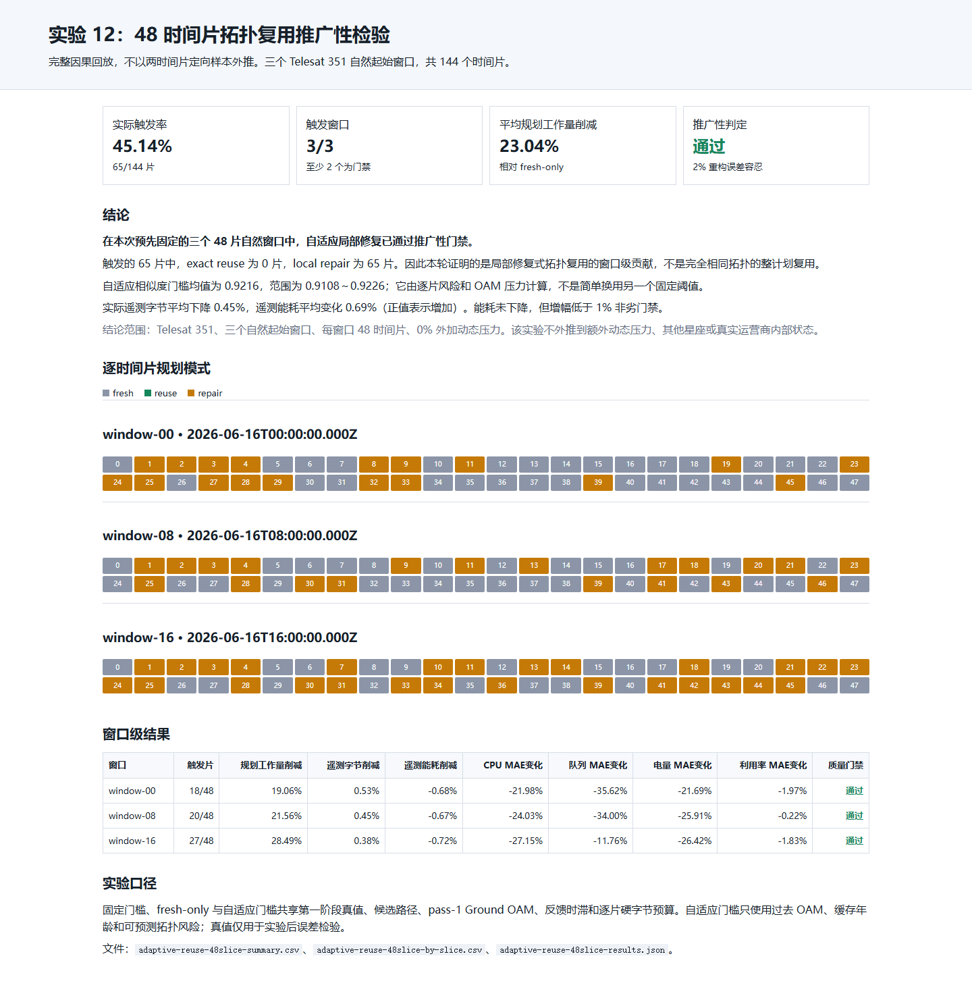 实验 12：48 时间片拓扑复用推广性检验
完整因果回放，不以两时间片定向样本外推。三个 Telesat 351 自然起始窗口，共 144 个时间片。
实际触发率
45.14%
65/144 片
触发窗口
3/3
至少 2 个为门禁
平均规划工作量削减
23.04%
相对 fresh-only
推广性判定
通过
2% 重构误差容忍
结论
在本次预先固定的三个 48 片自然窗口中，自适应局部修复已通过推广性门禁。
触发的 65 片中，exact reuse 为 0 片，local repair 为 65 片。因此本轮证明的是局部修复式拓扑复用的窗口级贡献，不是完全相同拓扑的整计划复用。
自适应相似度门槛均值为 0.9216，范围为 0.9108～0.9226；它由逐片风险和 OAM 压力计算，不是简单换用另一个固定阈值。
实际遥测字节平均下降 0.45%，遥测能耗平均变化 0.69%（正值表示增加）。能耗未下降，但增幅低于 1% 非劣门禁。
结论范围：Telesat 351、三个自然起始窗口、每窗口 48 时间片、0% 外加动态压力。该实验不外推到额外动态压力、其他星座或真实运营商内部状态。
逐时间片规划模式
fresh reuse repair
window-00 • 2026-06-16T00:00:00.000Z
0 1 2 3 4 5 6 7 8 9 10 11 12 13 14 15 16 17 18 19 20 21 22 23
24 25 26 27 28 29 30 31 32 33 34 35 36 37 38 39 40 41 42 43 44 45 46 47
window-08 • 2026-06-16T08:00:00.000Z
0 1 2 3 4 5 6 7 8 9 10 11 12 13 14 15 16 17 18 19 20 21 22 23
24 25 26 27 28 29 30 31 32 33 34 35 36 37 38 39 40 41 42 43 44 45 46 47
window-16 • 2026-06-16T16:00:00.000Z
0 1 2 3 4 5 6 7 8 9 10 11 12 13 14 15 16 17 18 19 20 21 22 23
24 25 26 27 28 29 30 31 32 33 34 35 36 37 38 39 40 41 42 43 44 45 46 47
窗口级结果
窗口 触发片 规划工作量削减 遥测字节削减 遥测能耗削减 CPU MAE变化 队列 MAE变化 电量 MAE变化 利用率 MAE变化 质量门禁
window-00 18/48 19.06% 0.53% -0.68% -21.98% -35.62% -21.69% -1.97% 通过
window-08 20/48 21.56% 0.45% -0.67% -24.03% -34.00% -25.91% -0.22% 通过
window-16 27/48 28.49% 0.38% -0.72% -27.15% -11.76% -26.42% -1.83% 通过
实验口径
固定门槛、fresh-only 与自适应门槛共享第一阶段真值、候选路径、pass-1 Ground OAM、反馈时滞和逐片硬字节预算。自适应门槛只使用过去 OAM、缓存年
龄和可预测拓扑风险；真值仅用于实验后误差检验。
文件：adaptive-reuse-48slice-summary.csv、adaptive-reuse-48slice-by-slice.csv、adaptive-reuse-48slice-results.json。